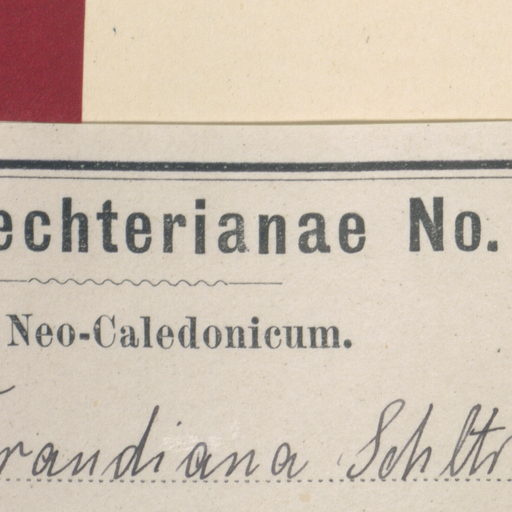 echterianae No.
Neo-Caledonicum.
randiana Schltr